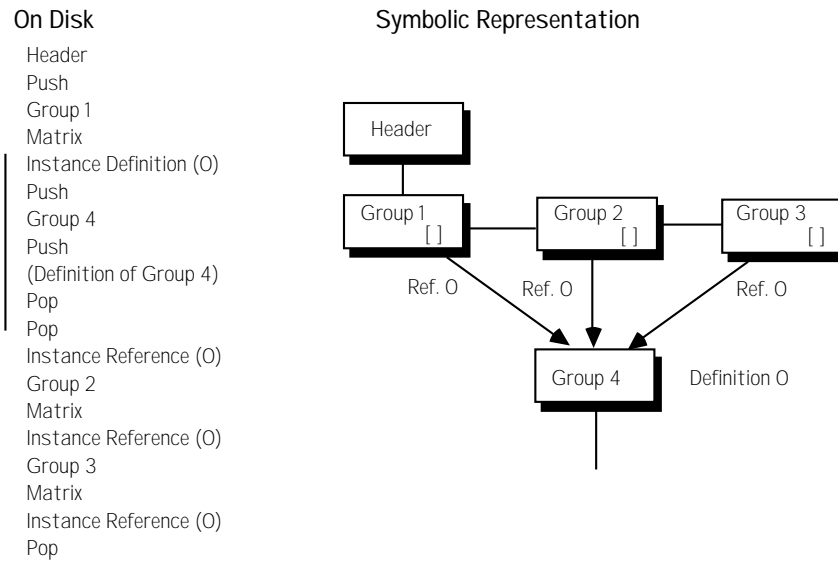 On Disk
Header
Push
Group 1
Matrix
Instance Definition (0)
Push
Group 4
Push
(Definition of Group 4)
Pop
Pop
Instance Reference (0)
Group 2
Matrix
Instance Reference (0)
Group 3
Matrix
Instance Reference (0)
Pop
Symbolic Representation
Header
Group 1
[ ]
Group 2
[ ]
Group 3
[ ]
Ref. 0
Ref. 0
Ref. 0
Group 4
Definition 0